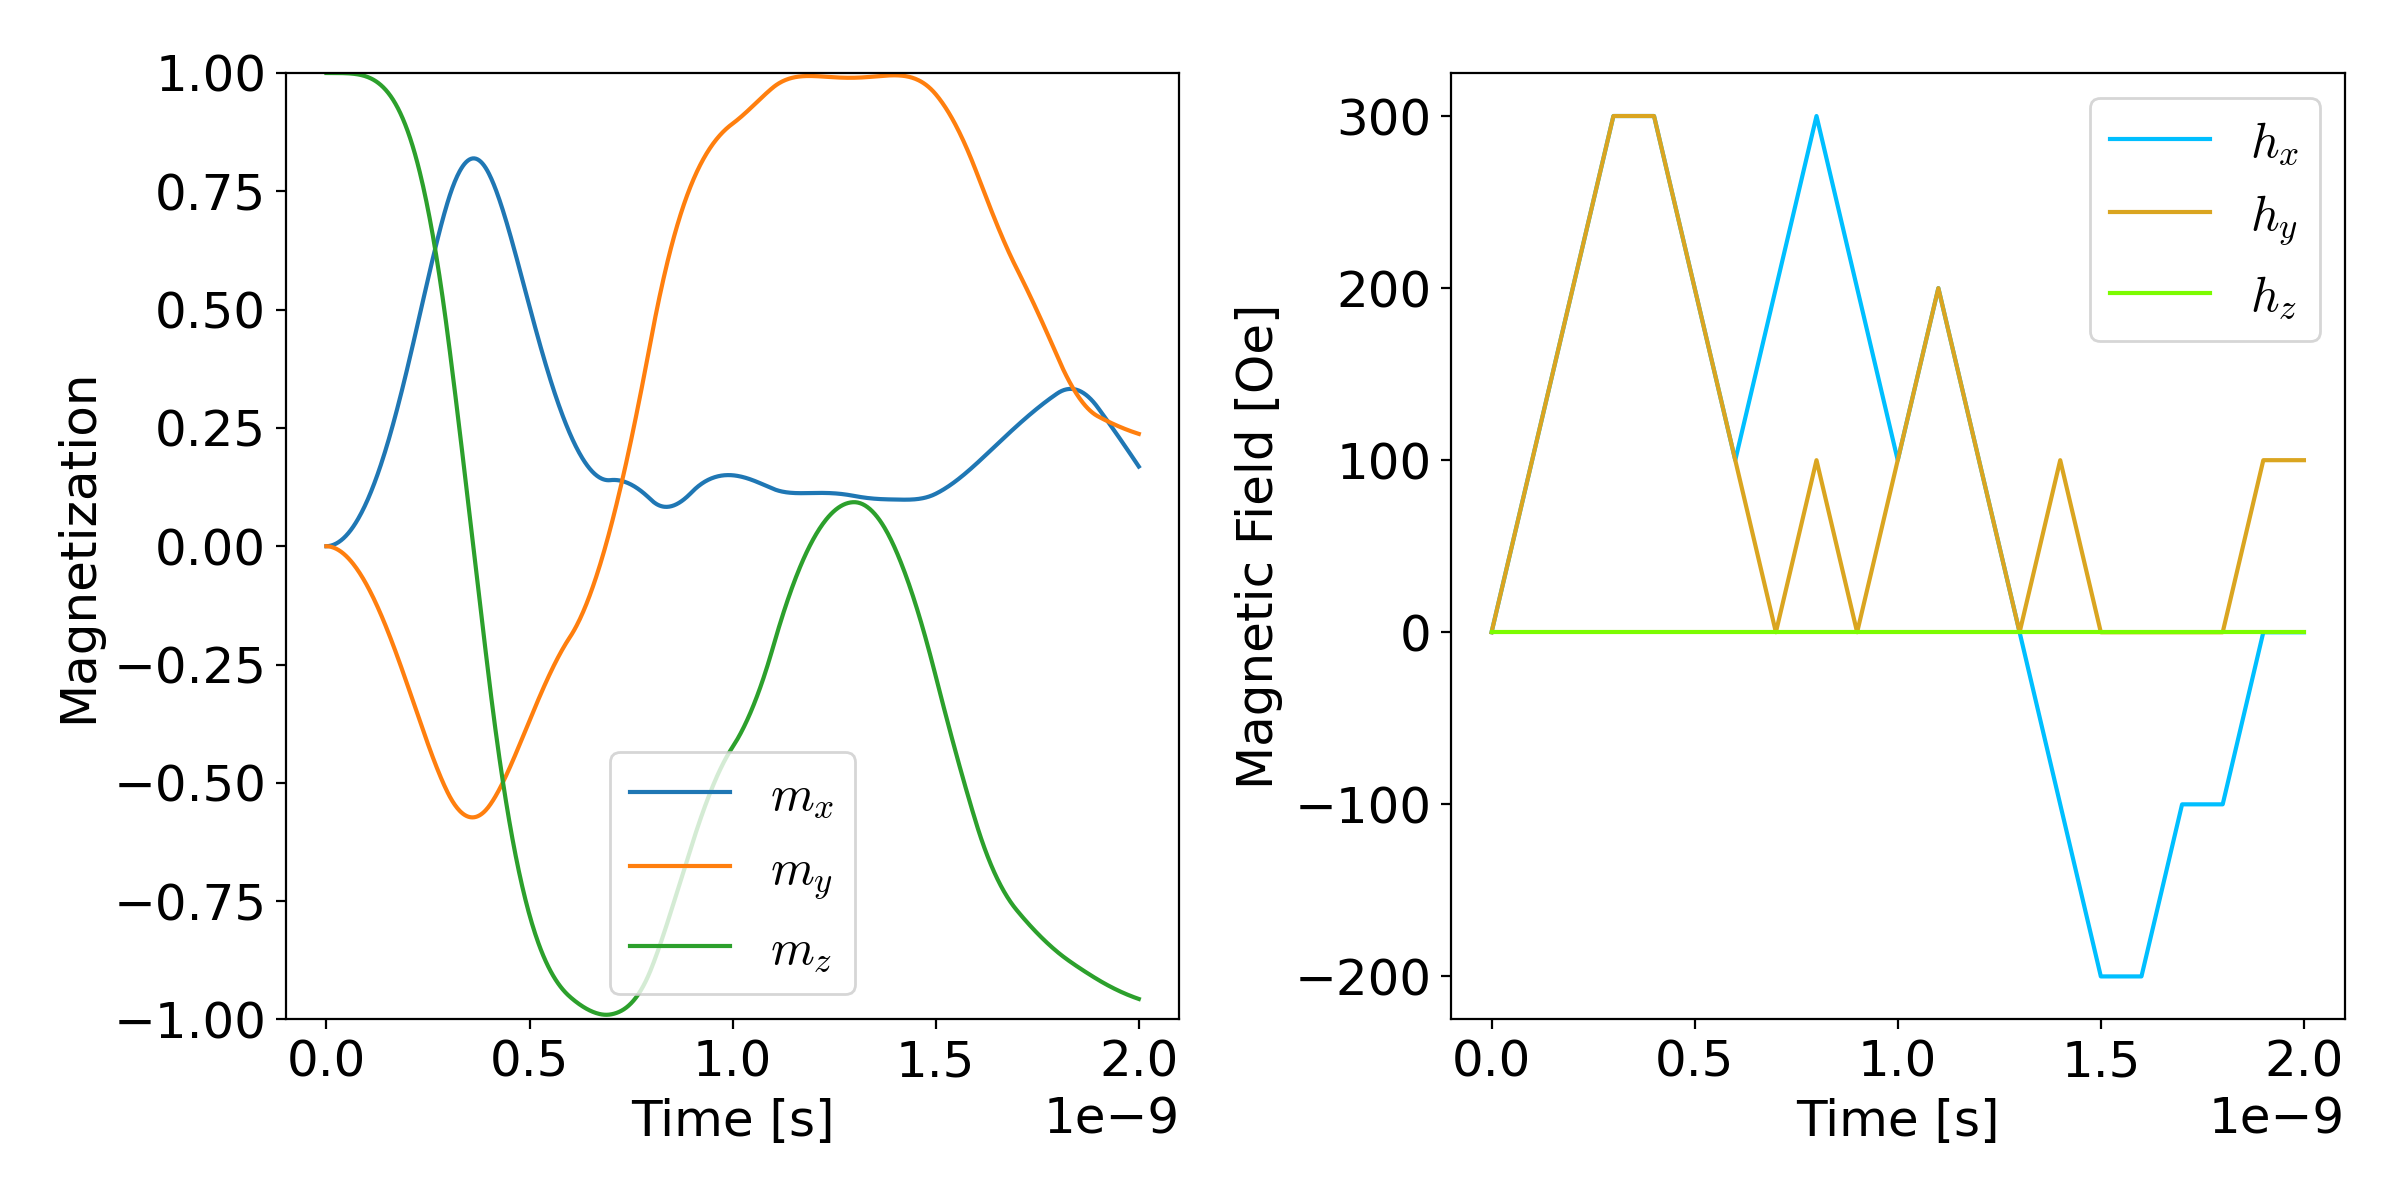 1.00
0.75
0.50
0.25
0.00
−0.25
−0.50
−0.75
−1.00
Magnetization
m_x
m_y
m_z
0.0 0.5 1.0 1.5 2.0
Time [s]
1e−9
300
200
100
0
−100
−200
Magnetic Field [Oe]
h_x
h_y
h_z
0.0 0.5 1.0 1.5 2.0
Time [s]
1e−9